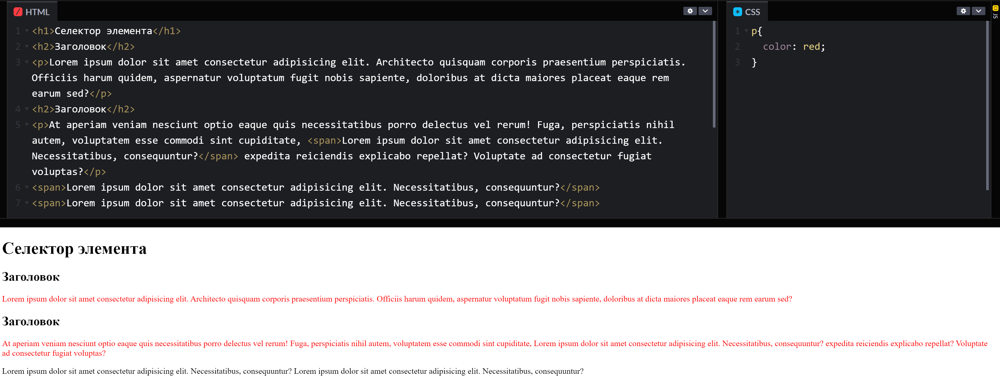 HTML
1 <h1>Селектор элемента</h1>
2 <h2>Заголовок</h2>
3 <p>Lorem ipsum dolor sit amet consectetur adipisicing elit. Architecto quisquam corporis praesentium perspiciatis.
Officiis harum quidem, aspernatur voluptatum fugit nobis sapiente, doloribus at dicta maiores placeat eaque rem
earum sed?</p>
4 <h2>Заголовок</h2>
5 <p>At aperiam veniam nesciunt optio eaque quis necessitatibus porro delectus vel rerum! Fuga, perspiciatis nihil
autem, voluptatem esse commodi sint cupiditate, <span>Lorem ipsum dolor sit amet consectetur adipisicing elit.
Necessitatibus, consequuntur?</span> expedita reiciendis explicabo repellat? Voluptate ad consectetur fugiat
voluptas?</p>
6 <span>Lorem ipsum dolor sit amet consectetur adipisicing elit. Necessitatibus, consequuntur?</span>
7 <span>Lorem ipsum dolor sit amet consectetur adipisicing elit. Necessitatibus, consequuntur?</span>
CSS
1 p{
2 color: red;
3 }
JS
Селектор элемента
Заголовок
Lorem ipsum dolor sit amet consectetur adipisicing elit. Architecto quisquam corporis praesentium perspiciatis. Officiis harum quidem, aspernatur voluptatum fugit nobis sapiente, doloribus at dicta maiores placeat eaque rem earum sed?
Заголовок
At aperiam veniam nesciunt optio eaque quis necessitatibus porro delectus vel rerum! Fuga, perspiciatis nihil autem, voluptatem esse commodi sint cupiditate, Lorem ipsum dolor sit amet consectetur adipisicing elit. Necessitatibus, consequuntur? expedita reiciendis explicabo repellat? Voluptate
ad consectetur fugiat voluptas?
Lorem ipsum dolor sit amet consectetur adipisicing elit. Necessitatibus, consequuntur? Lorem ipsum dolor sit amet consectetur adipisicing elit. Necessitatibus, consequuntur?